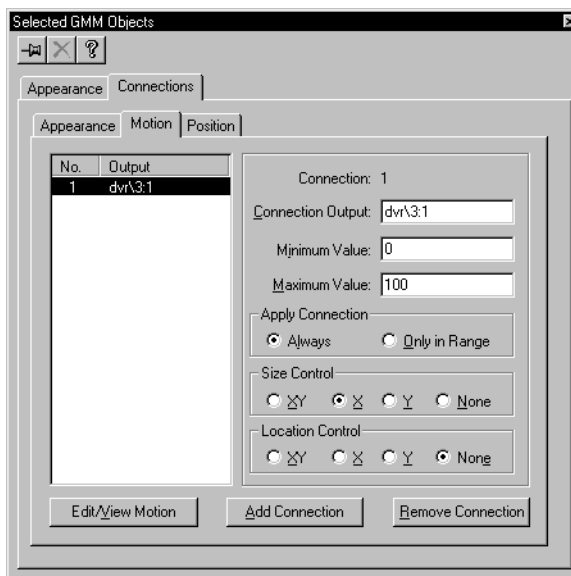 Selected GMM Objects
?
Appearance Connections
Appearance Motion Position
No. Output
1 dvr\3:1
Connection: 1
Connection Output: dvr\3:1
Minimum Value: 0
Maximum Value: 100
Apply Connection
Always Only in Range
Size Control
XY X Y None
Location Control
XY X Y None
Edit/View Motion Add Connection Remove Connection